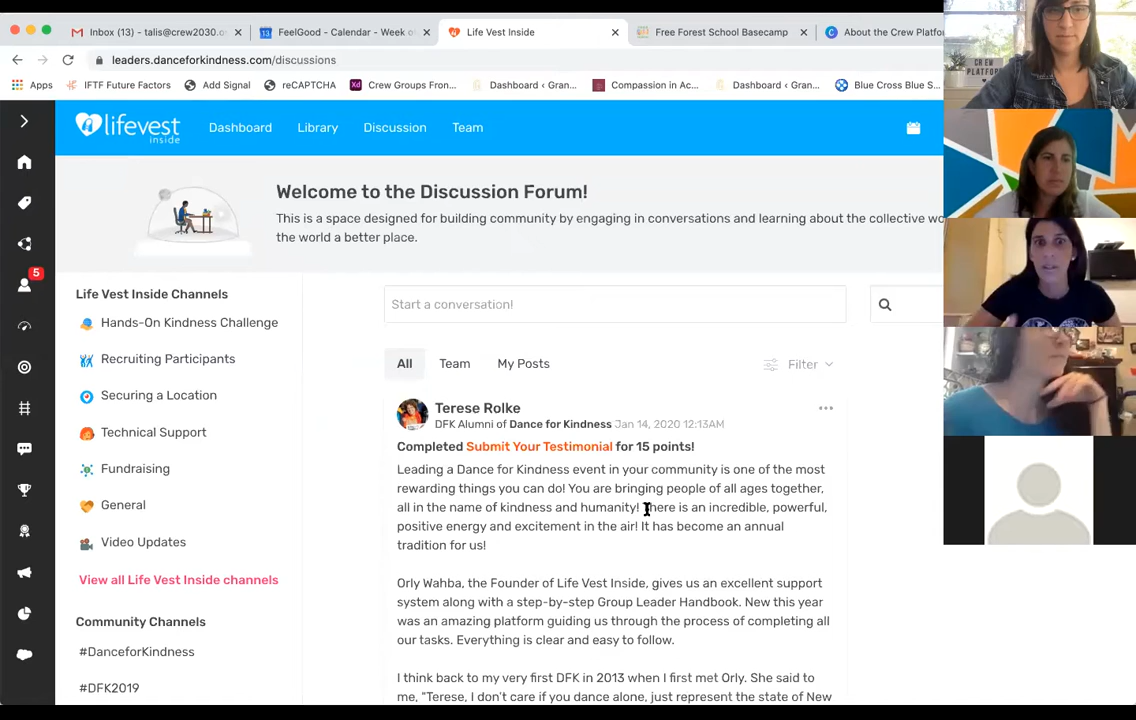 Inbox (13) - talis@crew2030.o
FeelGood - Calendar - Week o
Life Vest Inside
Free Forest School Basecamp
About the Crew Platfo
leaders.danceforkindness.com/discussions
Apps
IFTF Future Factors
Add Signal
reCAPTCHA
Crew Groups Fron...
Dashboard ‹ Gran...
Compassion in Ac...
Dashboard ‹ Gran...
Blue Cross Blue S...
CREW
PLATFORM
lifevest
inside
Dashboard
Library
Discussion
Team
Welcome to the Discussion Forum!
This is a space designed for building community by engaging in conversations and learning about the collective wo
the world a better place.
5
Life Vest Inside Channels
Hands-On Kindness Challenge
Recruiting Participants
Securing a Location
Technical Support
Fundraising
General
Video Updates
View all Life Vest Inside channels
Community Channels
#DanceforKindness
#DFK2019
Start a conversation!
All
Team
My Posts
Filter
Terese Rolke
DFK Alumni of Dance for Kindness Jan 14, 2020 12:13AM
Completed Submit Your Testimonial for 15 points!
Leading a Dance for Kindness event in your community is one of the most
rewarding things you can do! You are bringing people of all ages together,
all in the name of kindness and humanity! There is an incredible, powerful,
positive energy and excitement in the air! It has become an annual
tradition for us!
Orly Wahba, the Founder of Life Vest Inside, gives us an excellent support
system along with a step-by-step Group Leader Handbook. New this year
was an amazing platform guiding us through the process of completing all
our tasks. Everything is clear and easy to follow.
I think back to my very first DFK in 2013 when I first met Orly. She said to
me, "Terese, I don't care if you dance alone, just represent the state of New